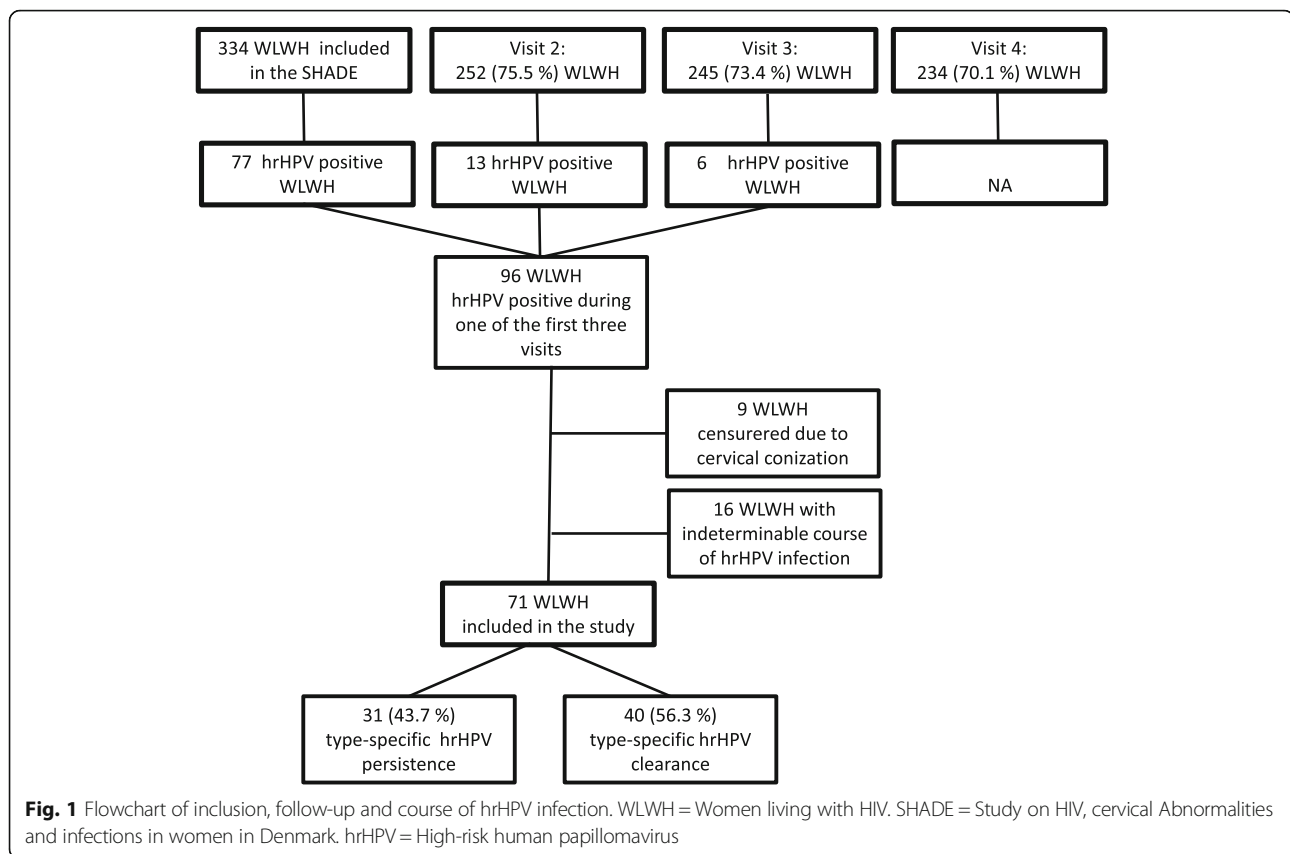 334 WLWH included
in the SHADE
Visit 2:
252 (75.5 %) WLWH
Visit 3:
245 (73.4 %) WLWH
Visit 4:
234 (70.1 %) WLWH
77 hrHPV positive
WLWH
13 hrHPV positive
WLWH
6 hrHPV positive
WLWH
NA
96 WLWH
hrHPV positive during
one of the first three
visits
9 WLWH
censurered due to
cervical conization
16 WLWH with
indeterminable course
of hrHPV infection
71 WLWH
included in the study
31 (43.7 %)
type-specific hrHPV
persistence
40 (56.3 %)
type-specific hrHPV
clearance
Fig. 1 Flowchart of inclusion, follow-up and course of hrHPV infection. WLWH = Women living with HIV. SHADE = Study on HIV, cervical Abnormalities
and infections in women in Denmark. hrHPV = High-risk human papillomavirus